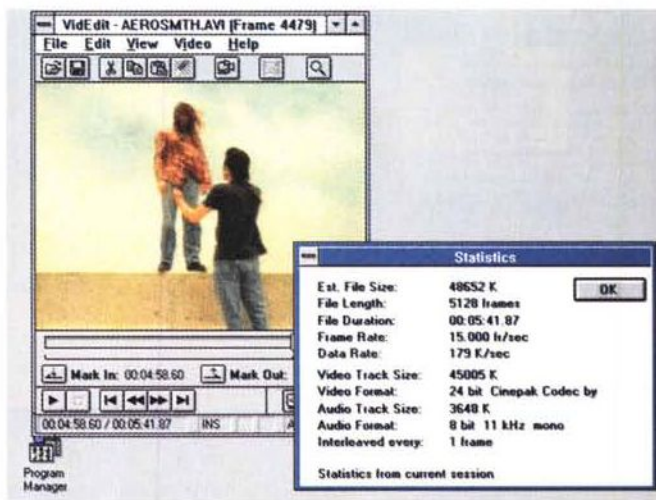 VidEdit - AEROSMTH.AVI [Frame 4479]
File Edit View Video Help
Mark In: 00:04:58.60 Mark Out:
00:04:58.60 / 00:05:41.87 INS
Program
Manager
Statistics
Est. File Size: 48652 K OK
File Length: 5128 frames
File Duration: 00:05:41.87
Frame Rate: 15.000 fr/sec
Data Rate: 179 K/sec
Video Track Size: 45005 K
Video Format: 24 bit Cinepak Codec by
Audio Track Size: 3648 K
Audio Format: 8 bit 11 kHz mono
Interleaved every: 1 frame
Statistics from current session